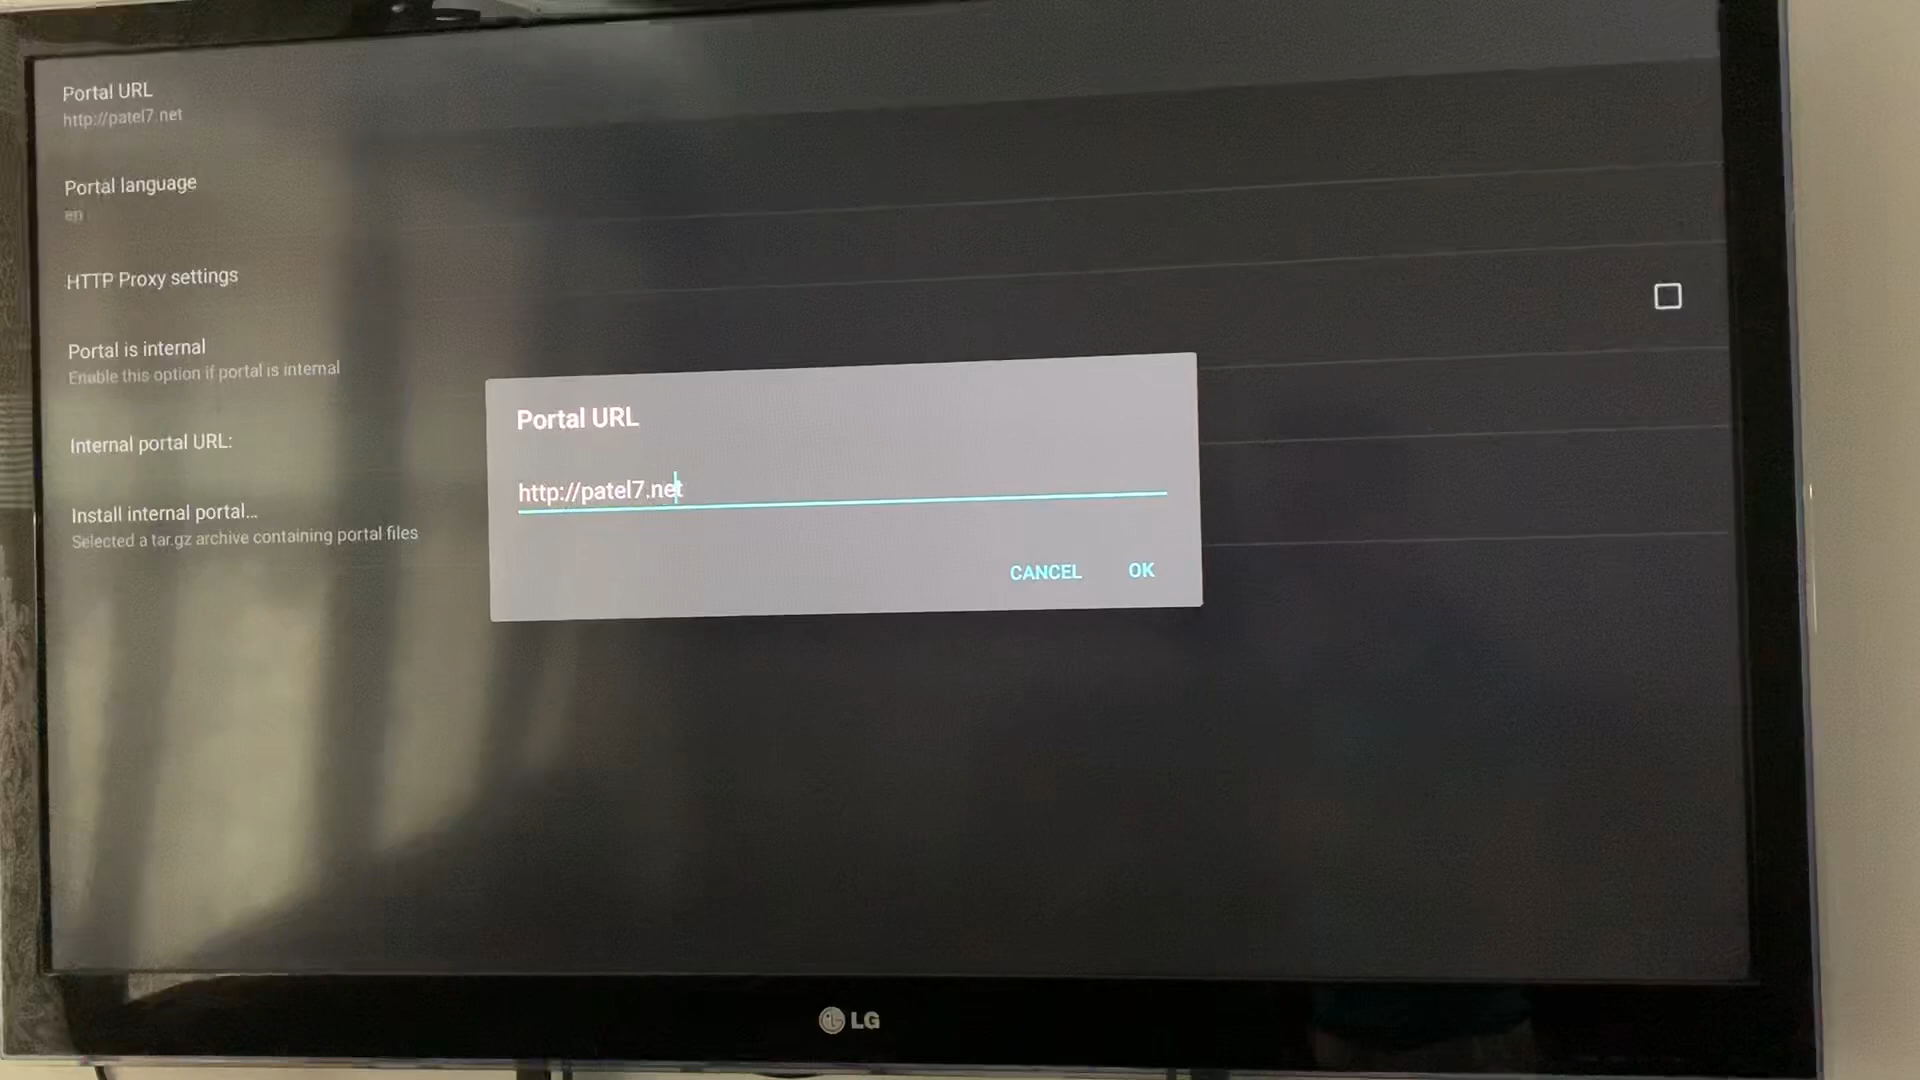 Portal URL
http://patel7.net
Portal language
en
HTTP Proxy settings
Portal is internal
Enable this option if portal is internal
Internal portal URL:
Install internal portal...
Selected a tar.gz archive containing portal files
Portal URL
http://patel7.net
CANCEL OK
LG